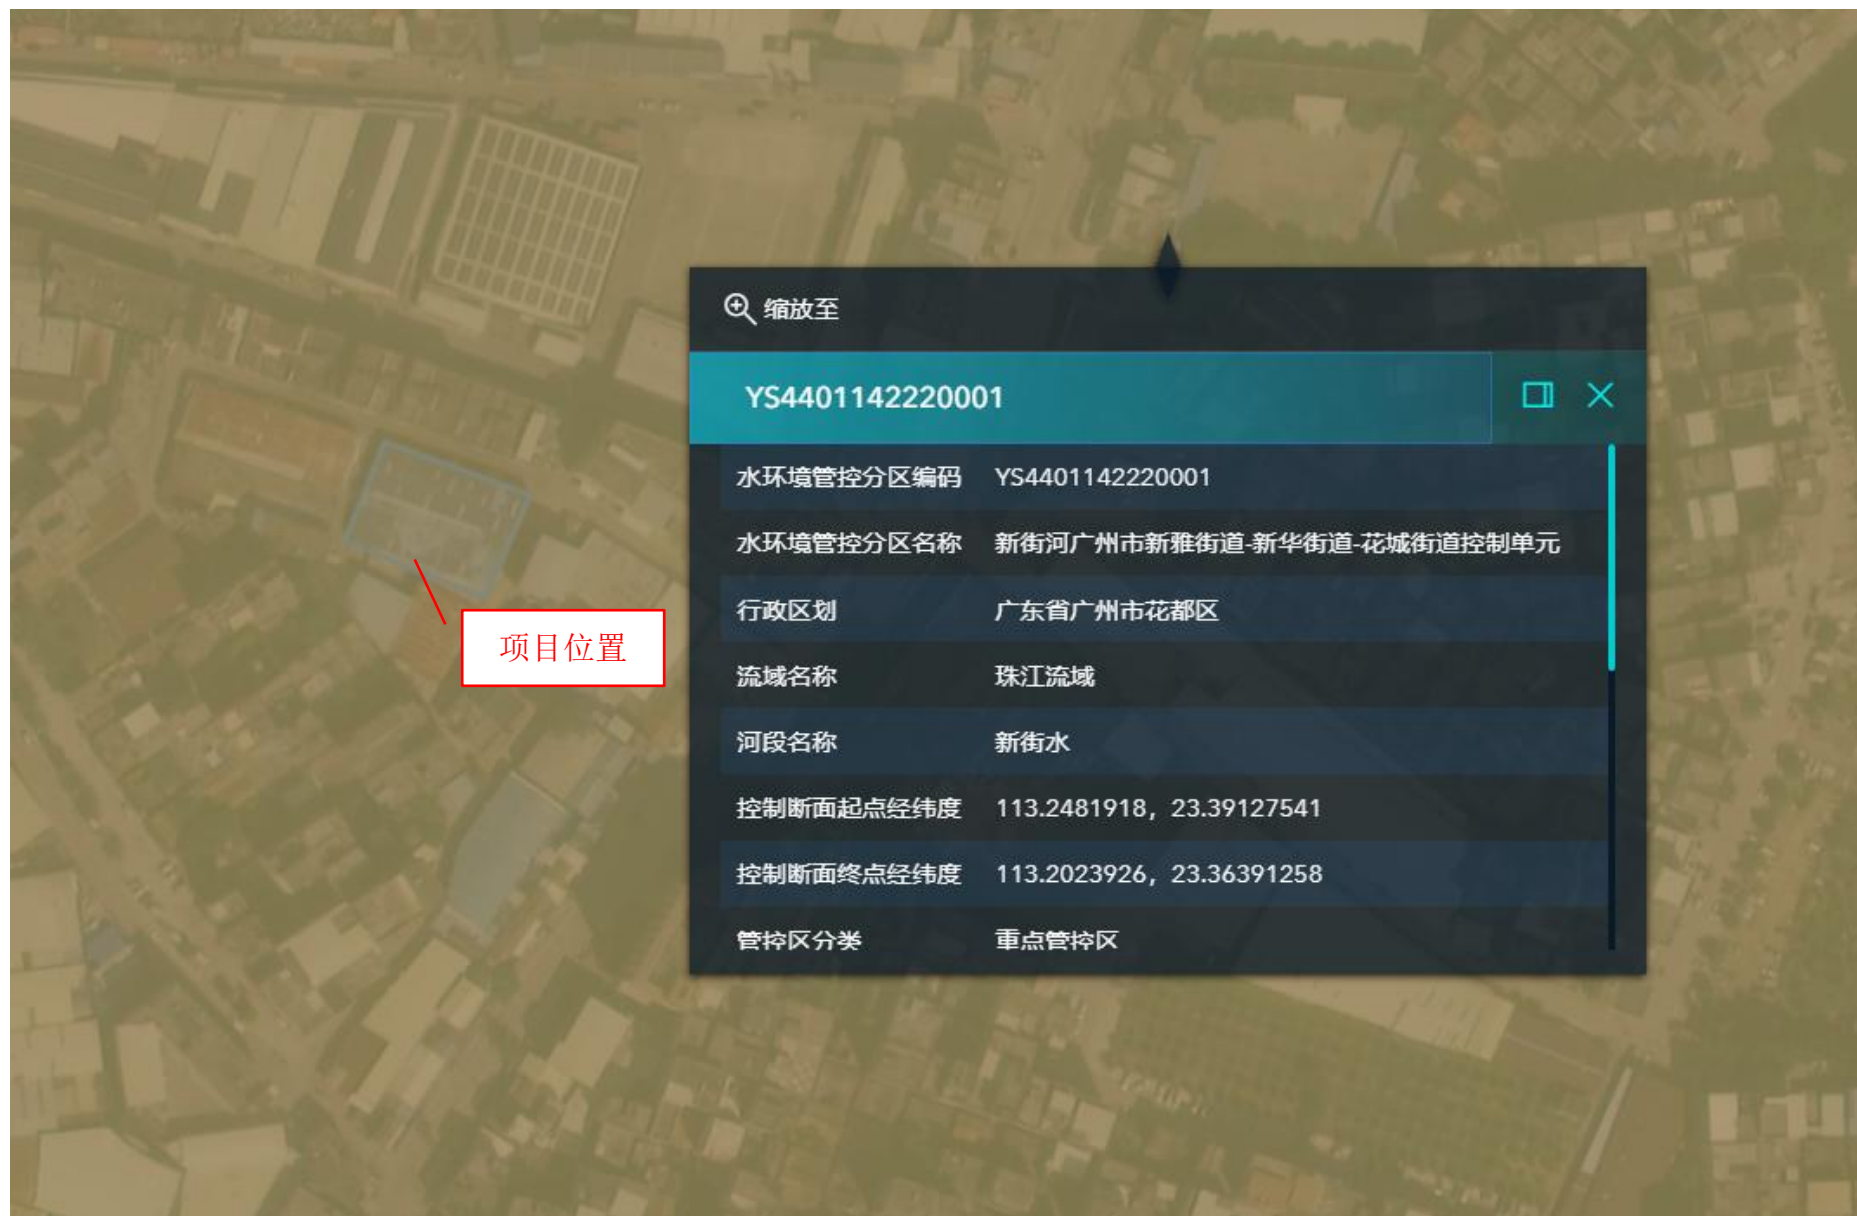 缩放至
YS4401142220001
水环境管控分区编码 YS4401142220001
水环境管控分区名称 新街河广州市新雅街道-新华街道-花城街道控制单元
行政区划 广东省广州市花都区
项目位置
流域名称 珠江流域
河段名称 新街水
控制断面起点经纬度 113.2481918，23.39127541
控制断面终点经纬度 113.2023926，23.36391258
管控区分类 重点管控区